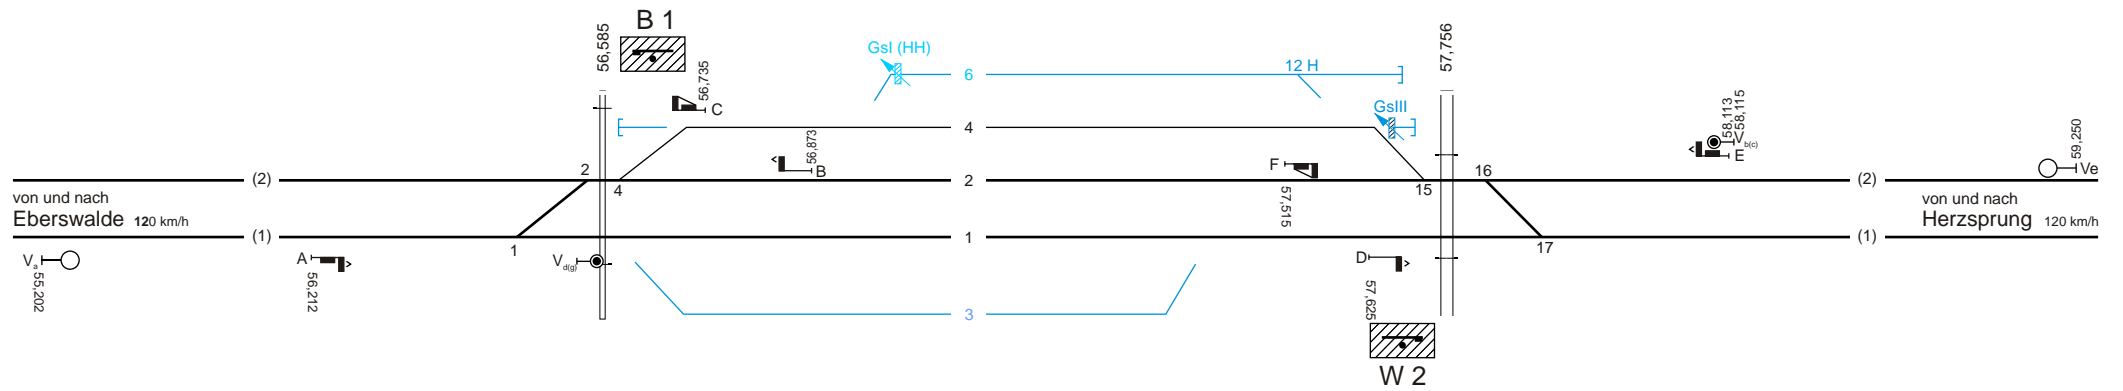 B 1
56,585
57,756
GsI (HH)
6
12 H
56,735
C
GsIII
4
58,113
58,115
V b(c)
E
56,873
B
F
57,515
59,250
Ve
2
16
(2)
4
2
15
(2)
von und nach
Eberswalde 120 km/h
von und nach
Herzsprung 120 km/h
(1)
1
1
17
(1)
Va
55,202
A
56,212
V d(g)
D
57,625
3
W 2